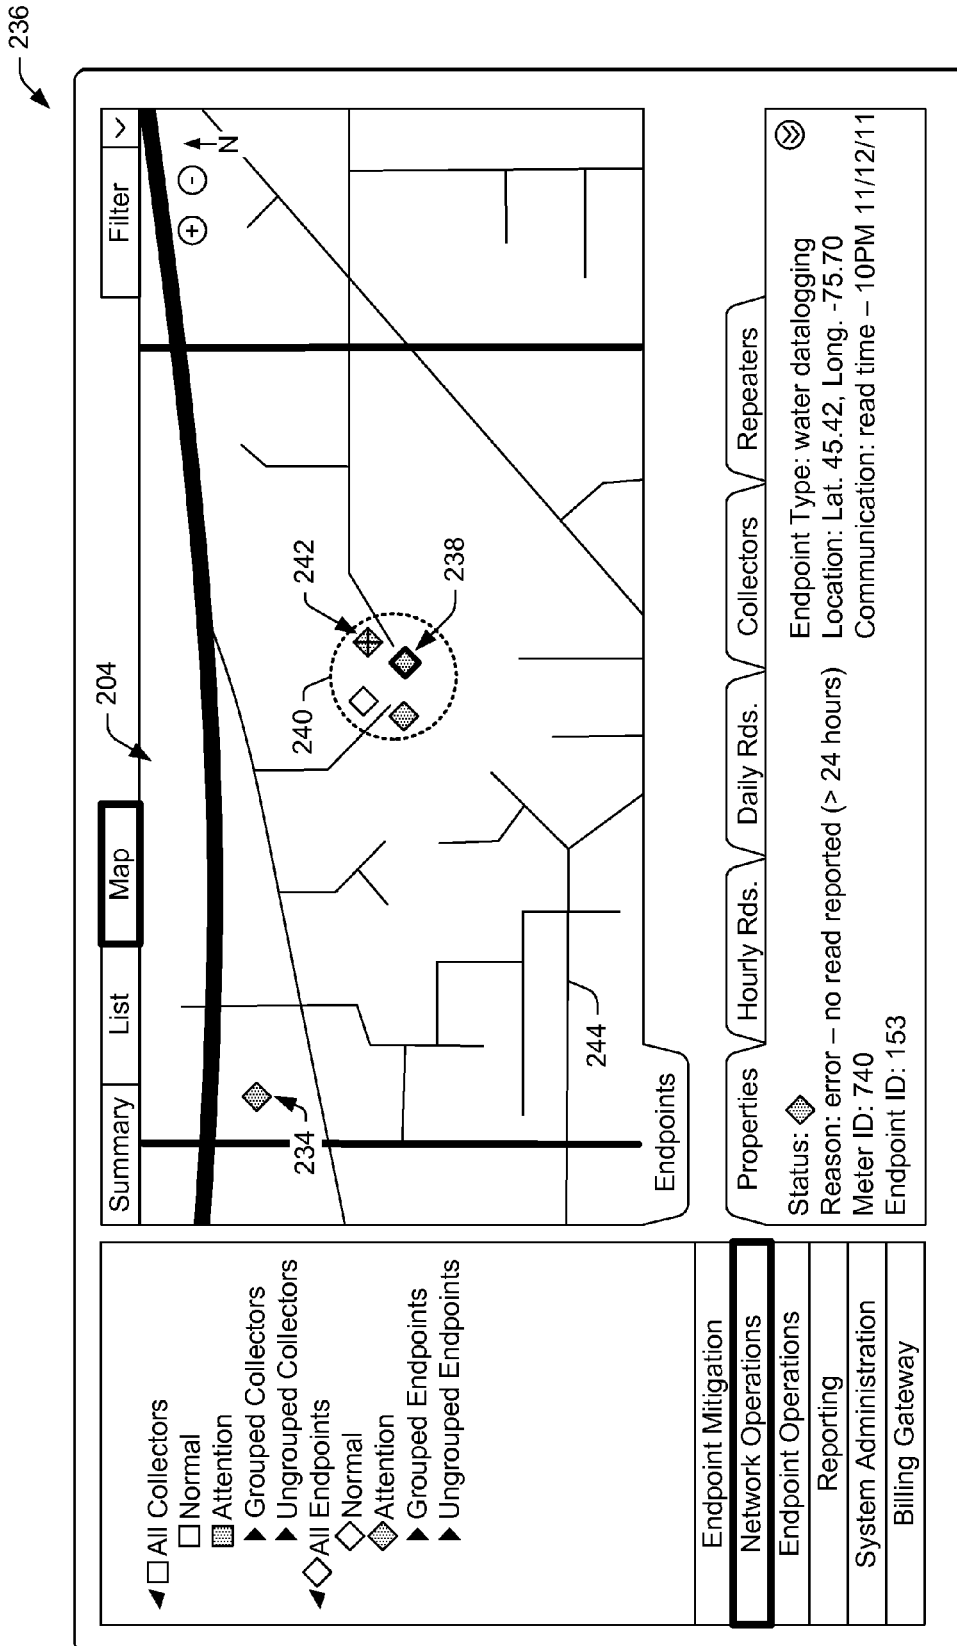 236
Summary
List
Map
Filter
204
+
-
N
All Collectors
Normal
Attention
Grouped Collectors
Ungrouped Collectors
All Endpoints
Normal
Attention
Grouped Endpoints
Ungrouped Endpoints
234
240
242
238
244
Endpoints
Endpoint Mitigation
Network Operations
Endpoint Operations
Reporting
System Administration
Billing Gateway
Properties
Hourly Rds.
Daily Rds.
Collectors
Repeaters
Status:
Reason: error – no read reported (> 24 hours)
Meter ID: 740
Endpoint ID: 153
Endpoint Type: water datalogging
Location: Lat. 45.42, Long. -75.70
Communication: read time – 10PM 11/12/11